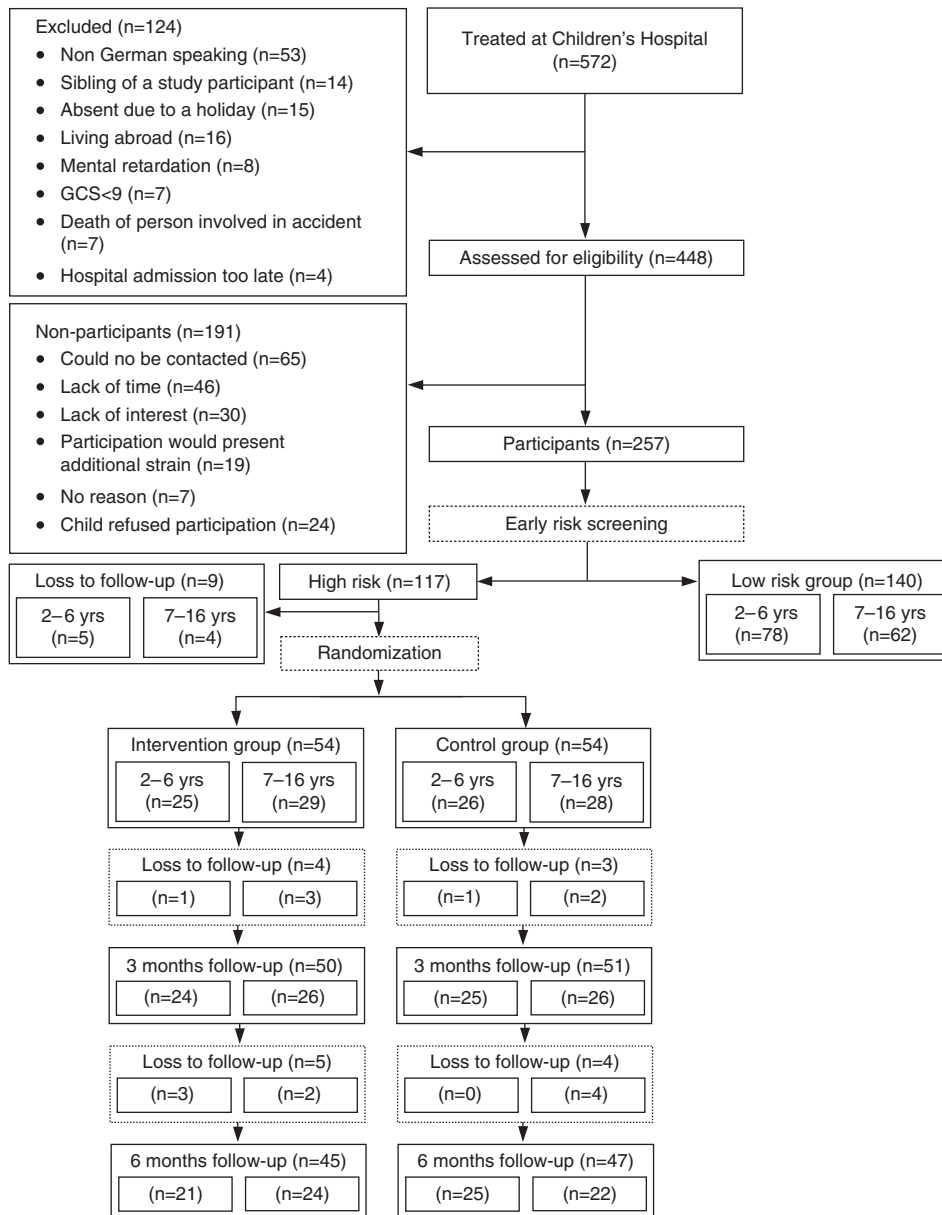 Excluded (n=124)
• Non German speaking (n=53)
• Sibling of a study participant (n=14)
• Absent due to a holiday (n=15)
• Living abroad (n=16)
• Mental retardation (n=8)
• GCS<9 (n=7)
• Death of person involved in accident
(n=7)
• Hospital admission too late (n=4)
Treated at Children's Hospital
(n=572)
Assessed for eligibility (n=448)
Non-participants (n=191)
• Could no be contacted (n=65)
• Lack of time (n=46)
• Lack of interest (n=30)
• Participation would present
additional strain (n=19)
• No reason (n=7)
• Child refused participation (n=24)
Participants (n=257)
Early risk screening
Loss to follow-up (n=9)
2–6 yrs
(n=5)
7–16 yrs
(n=4)
High risk (n=117)
Low risk group (n=140)
2–6 yrs
(n=78)
7–16 yrs
(n=62)
Randomization
Intervention group (n=54)
2–6 yrs
(n=25)
7–16 yrs
(n=29)
Control group (n=54)
2–6 yrs
(n=26)
7–16 yrs
(n=28)
Loss to follow-up (n=4)
(n=1)
(n=3)
Loss to follow-up (n=3)
(n=1)
(n=2)
3 months follow-up (n=50)
(n=24)
(n=26)
3 months follow-up (n=51)
(n=25)
(n=26)
Loss to follow-up (n=5)
(n=3)
(n=2)
Loss to follow-up (n=4)
(n=0)
(n=4)
6 months follow-up (n=45)
(n=21)
(n=24)
6 months follow-up (n=47)
(n=25)
(n=22)